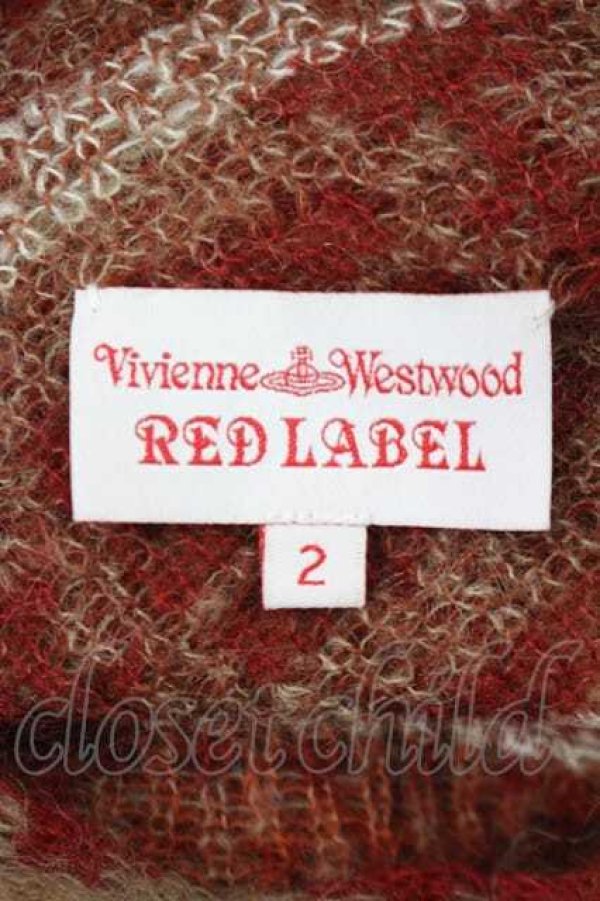 Vivienne Westwood
RED LABEL
2
closet child